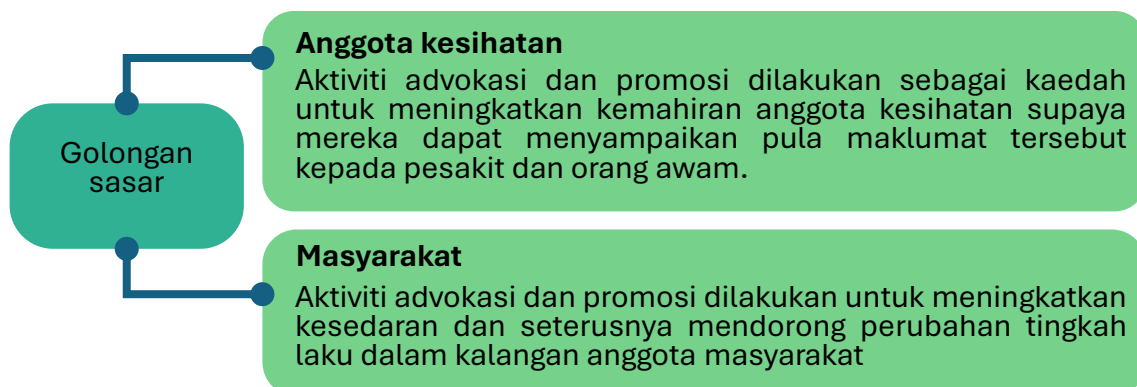 Golongan
sasar
Anggota kesihatan
Aktiviti advokasi dan promosi dilakukan sebagai kaedah
untuk meningkatkan kemahiran anggota kesihatan supaya
mereka dapat menyampaikan pula maklumat tersebut
kepada pesakit dan orang awam.
Masyarakat
Aktiviti advokasi dan promosi dilakukan untuk meningkatkan
kesedaran dan seterusnya mendorong perubahan tingkah
laku dalam kalangan anggota masyarakat